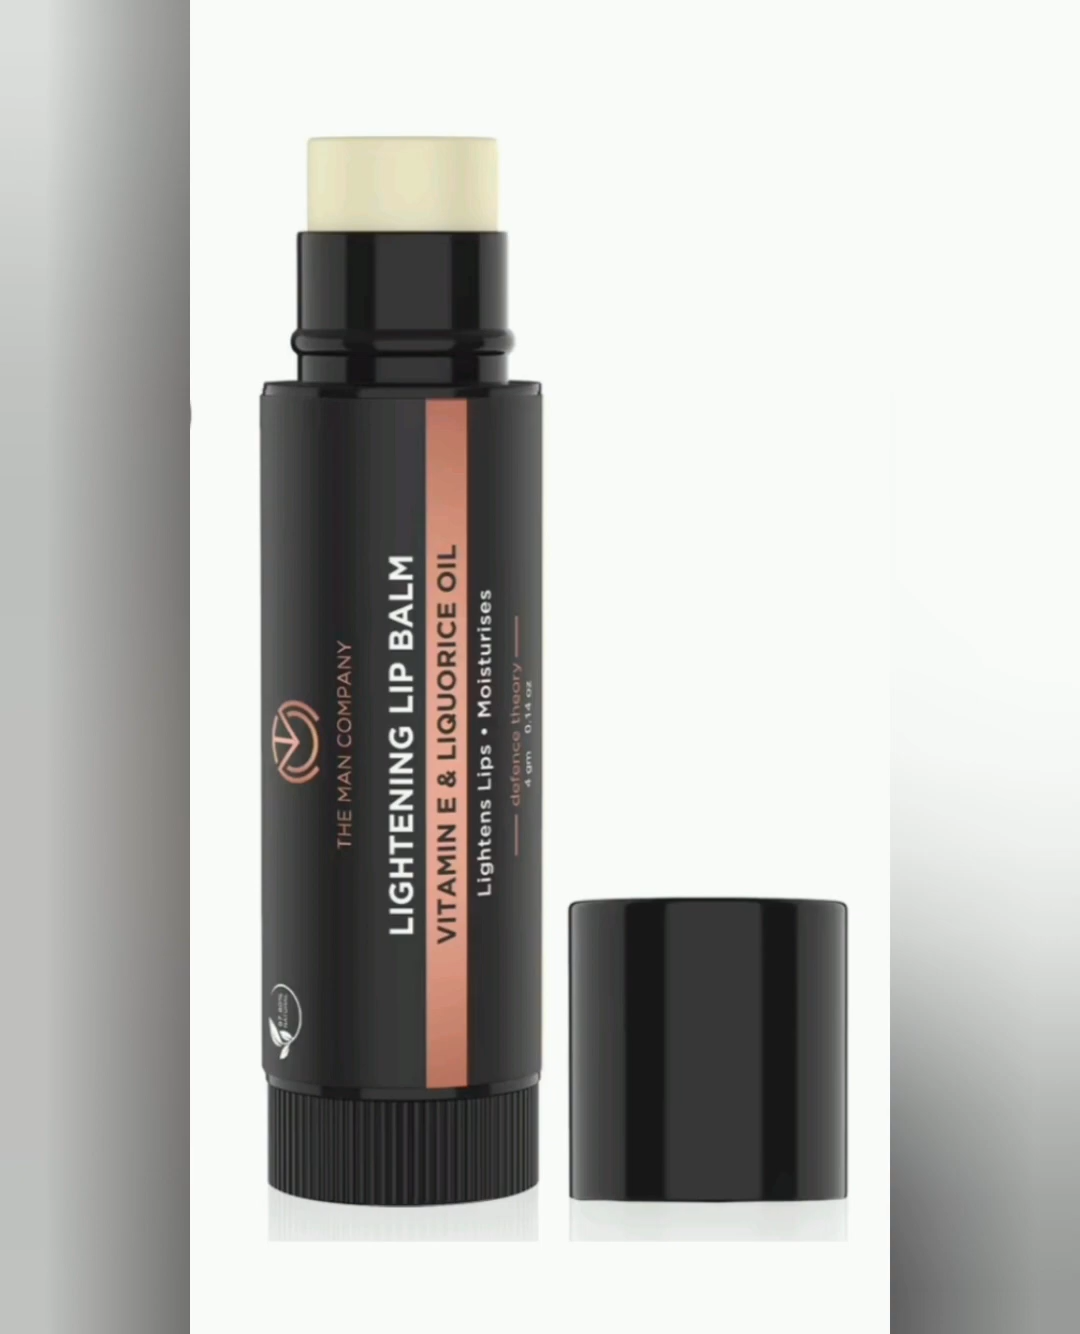 THE MAN COMPANY
LIGHTENING LIP BALM
VITAMIN E & LIQUORICE OIL
Lightens Lips • Moisturises
defence theory
4 gm 0.14 oz
NATURAL